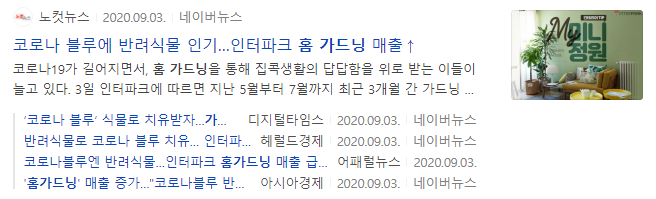 노컷뉴스 2020.09.03. 네이버뉴스
코로나 블루에 반려식물 인기...인터파크 홈 가드닝 매출↑
코로나19가 길어지면서, 홈 가드닝을 통해 집콕생활의 답답함을 위로 받는 이들이
늘고 있다. 3일 인터파크에 따르면 지난 5월부터 7월까지 최근 3개월 간 가드닝 ...
My
미니
정원
'코로나 블루' 식물로 치유받자...가... 디지털타임스 2020.09.03. 네이버뉴스
반려식물로 코로나 블루 치유... 인터파... 헤럴드경제 2020.09.03. 네이버뉴스
코로나블루엔 반려식물...인터파크 홈가드닝 매출 급... 어패럴뉴스 2020.09.03.
'홈가드닝' 매출 증가..."코로나블루 반... 아시아경제 2020.09.03. 네이버뉴스